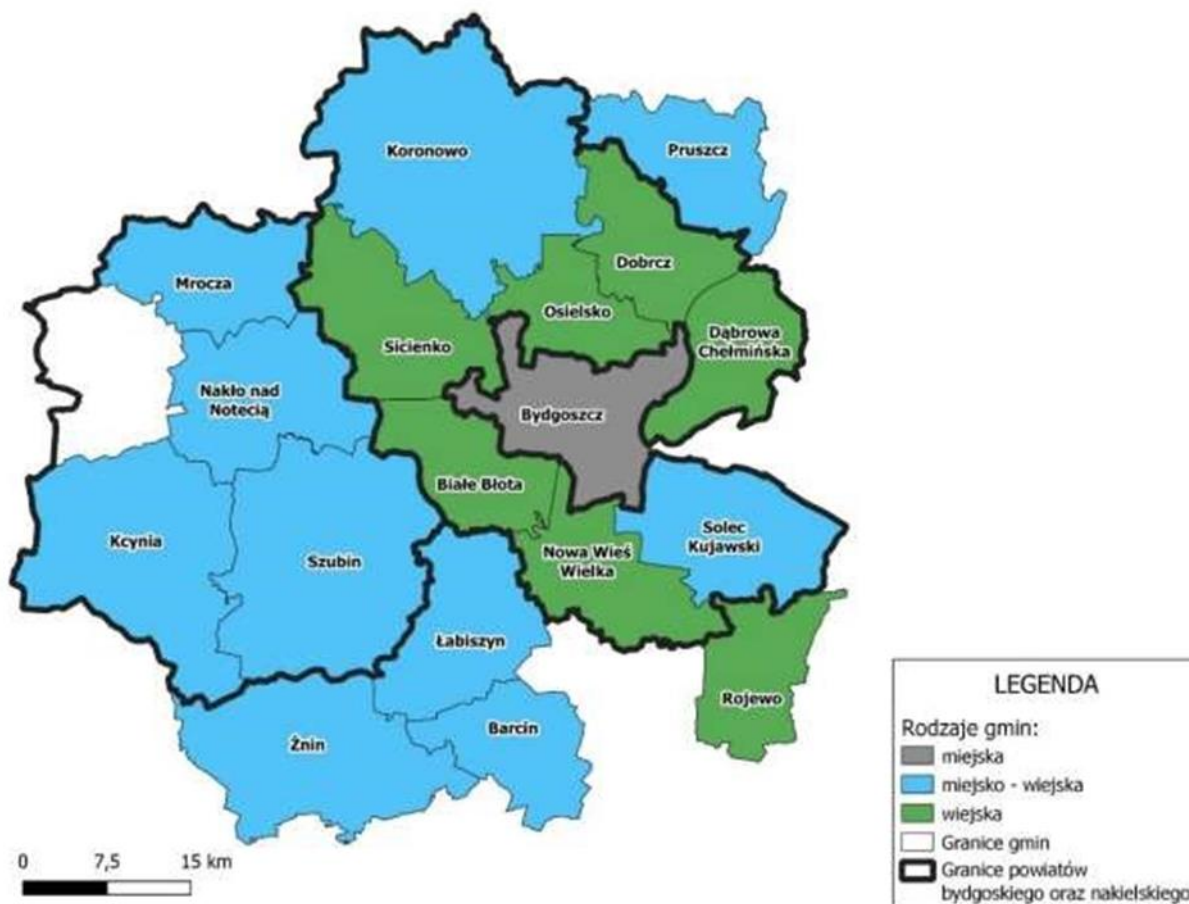 Koronowo
Pruszcz
Dobrcz
Mrocza
Osielsko
Dąbrowa
Chełmińska
Sicienko
Nakło nad
Notecią
Bydgoszcz
Białe Błota
Solec
Kujawski
Kcynia
Szubin
Nowa Wieś
Wielka
Łabiszyn
Rojewo
Żnin
Barcin
0 7,5 15 km
LEGENDA
Rodzaje gmin:
miejska
miejsko - wiejska
wiejska
Granice gmin
Granice powiatów
bydgoskiego oraz nakielskiego